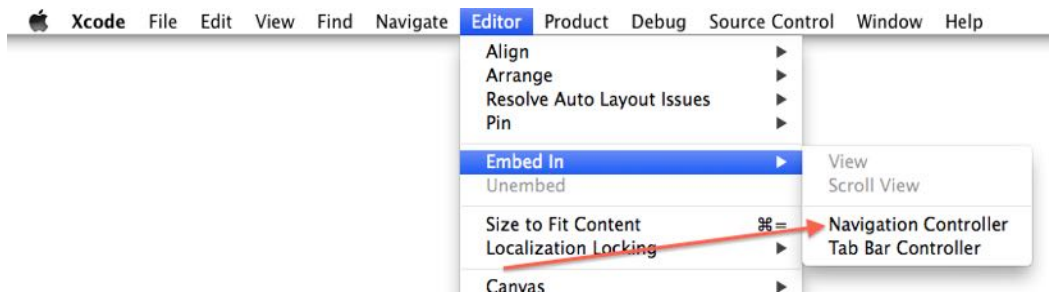 Xcode File Edit View Find Navigate Editor Product Debug Source Control Window Help
Align
Arrange
Resolve Auto Layout Issues
Pin
Embed In
Unembed
Size to Fit Content ⌘=
Localization Locking
Canvas
View
Scroll View
Navigation Controller
Tab Bar Controller